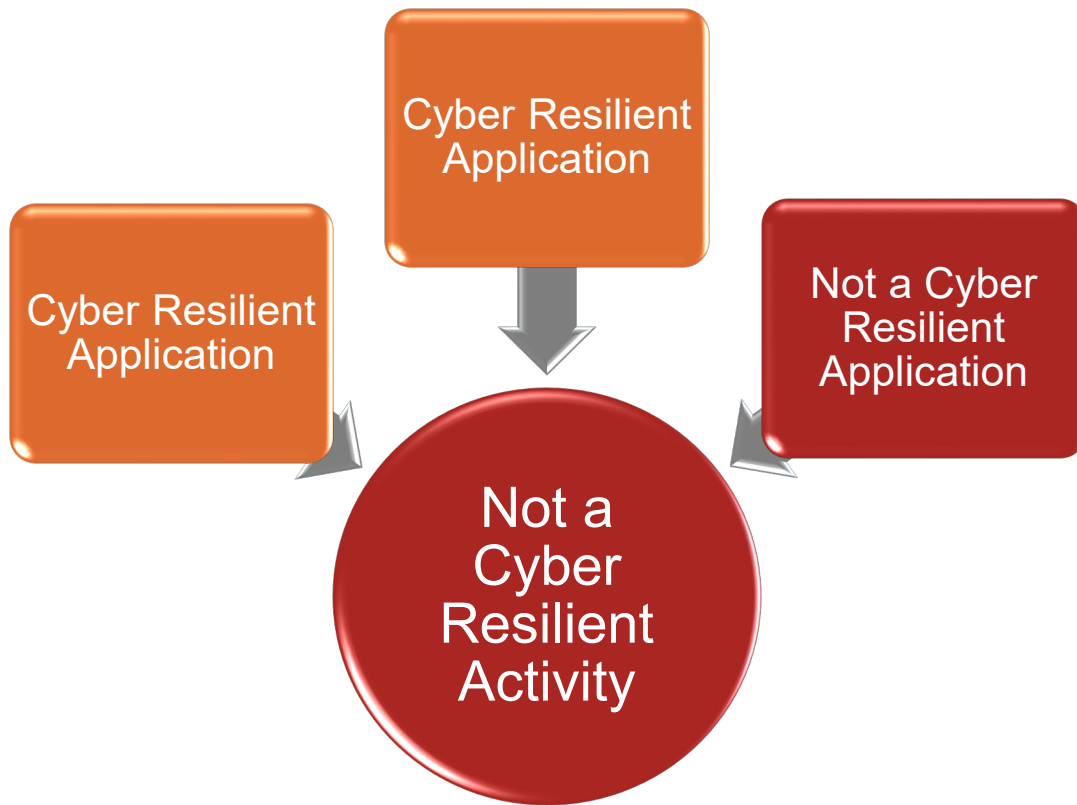 Cyber Resilient
Application
Cyber Resilient
Application
Not a Cyber
Resilient
Application
Not a
Cyber
Resilient
Activity